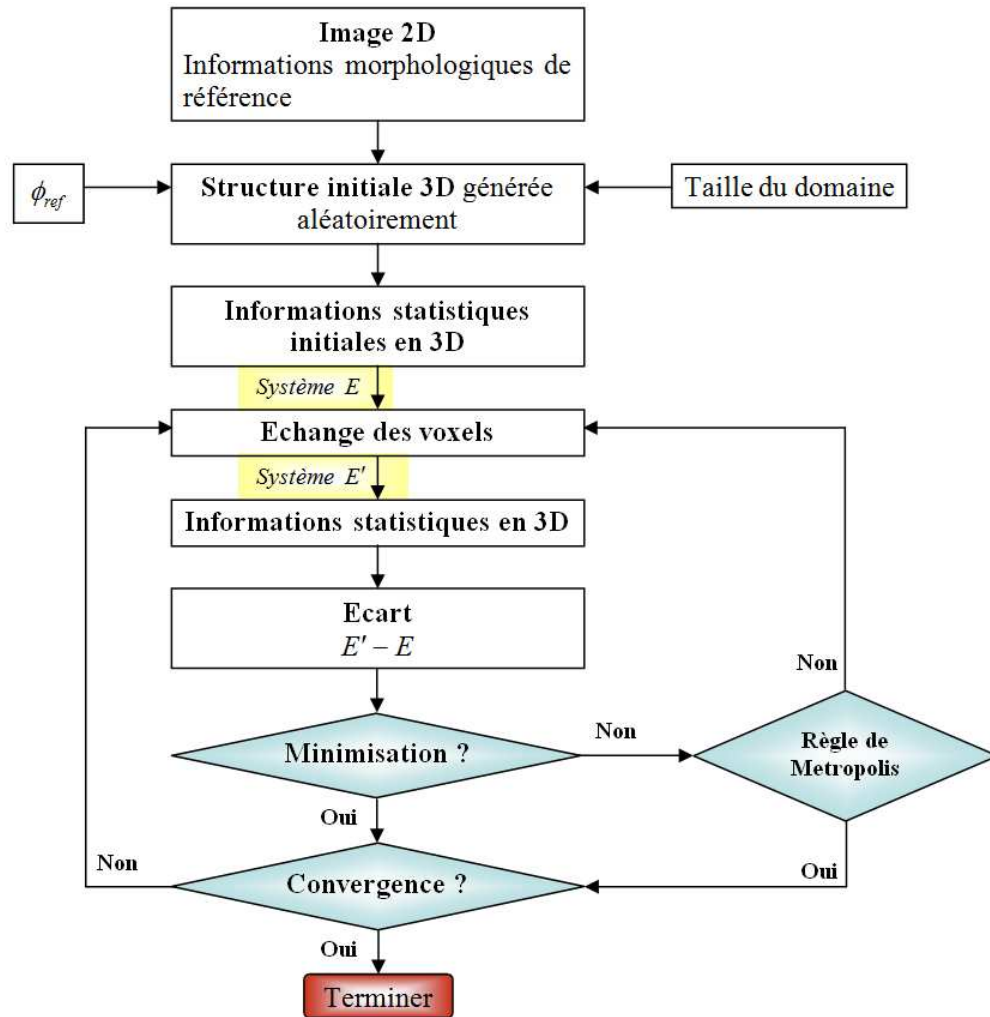 Image 2D
Informations morphologiques de
référence
ϕref
Structure initiale 3D générée
aléatoirement
Taille du domaine
Informations statistiques
initiales en 3D
Système E
Echange des voxels
Système E′
Informations statistiques en 3D
Ecart
E′ – E
Non
Minimisation ?
Non
Règle de
Metropolis
Oui
Non
Convergence ?
Oui
Oui
Terminer